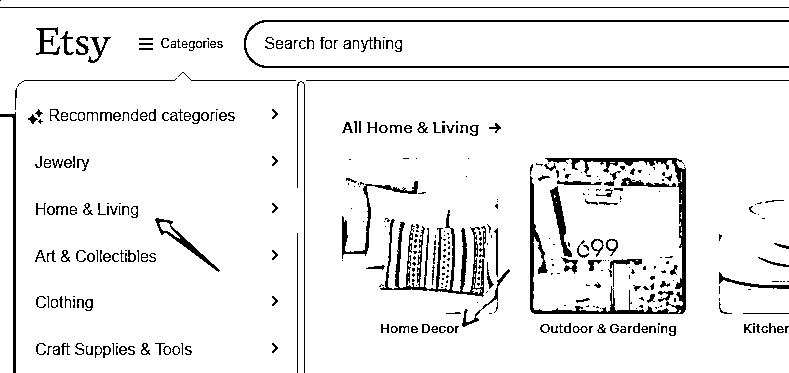 Etsy
Categories
Search for anything
Recommended categories
Jewelry
Home & Living
Art & Collectibles
Clothing
Craft Supplies & Tools
All Home & Living →
699
Home Decor
Outdoor & Gardening